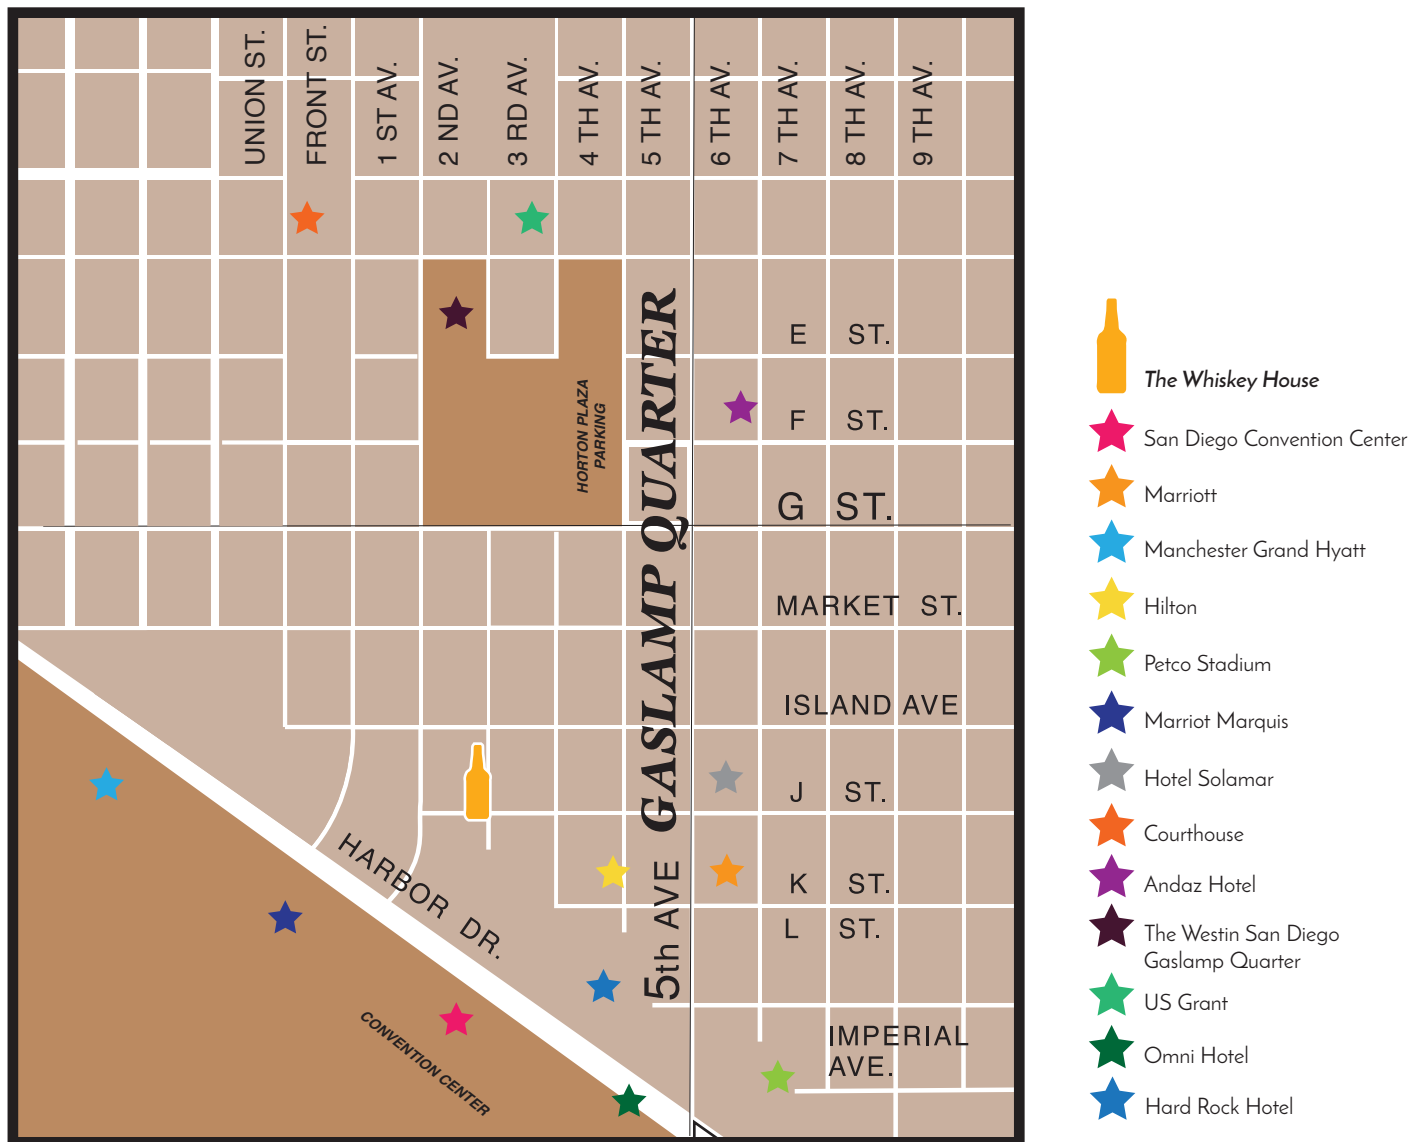 UNION ST.
FRONT ST.
1 ST AV.
2 ND AV.
3 RD AV.
4 TH AV.
5 TH AV.
6 TH AV.
7 TH AV.
8 TH AV.
9 TH AV.
E ST.
HORTON PLAZA
PARKING
F ST.
G ST.
GASLAMP QUARTER
MARKET ST.
ISLAND AVE
J ST.
HARBOR DR.
5th AVE
K ST.
L ST.
CONVENTION CENTER
IMPERIAL
AVE.
The Whiskey House
San Diego Convention Center
Marriott
Manchester Grand Hyatt
Hilton
Petco Stadium
Marriot Marquis
Hotel Solamar
Courthouse
Andaz Hotel
The Westin San Diego
Gaslamp Quarter
US Grant
Omni Hotel
Hard Rock Hotel